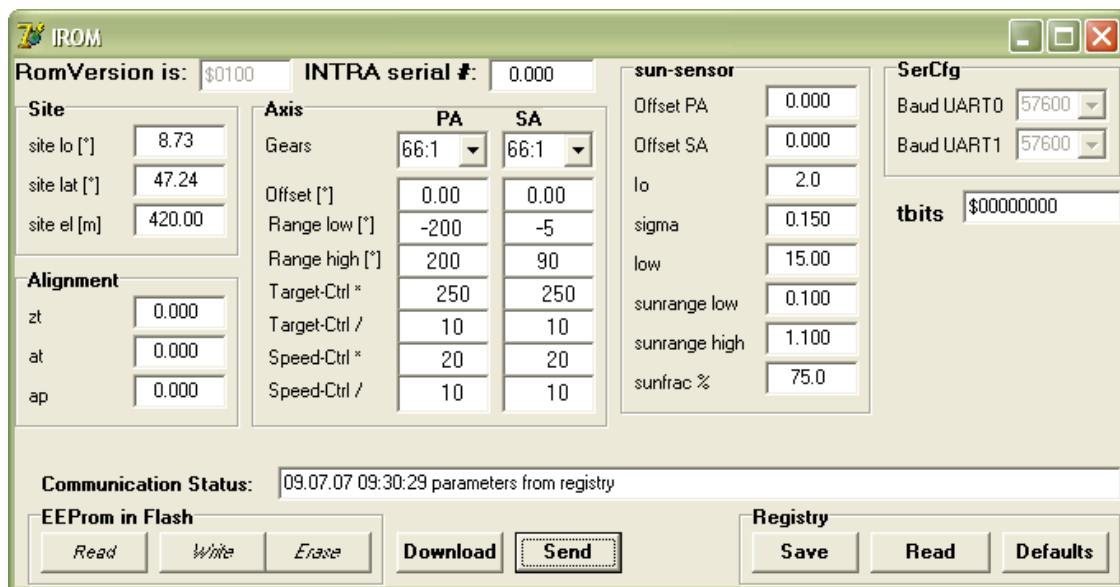 IROM
RomVersion is: $0100 INTRA serial #: 0.000
Site
site lo [°] 8.73
site lat [°] 47.24
site el [m] 420.00
Alignment
zt 0.000
at 0.000
ap 0.000
Axis
PA SA
Gears 66:1 66:1
Offset [°] 0.00 0.00
Range low [°] -200 -5
Range high [°] 200 90
Target-Ctrl * 250 250
Target-Ctrl / 10 10
Speed-Ctrl * 20 20
Speed-Ctrl / 10 10
sun-sensor
Offset PA 0.000
Offset SA 0.000
Io 2.0
sigma 0.150
low 15.00
sunrange low 0.100
sunrange high 1.100
sunfrac % 75.0
SerCfg
Baud UART0 57600
Baud UART1 57600
tbits $00000000
Communication Status: 09.07.07 09:30:29 parameters from registry
EEProm in Flash
Read Write Erase
Download Send
Registry
Save Read Defaults